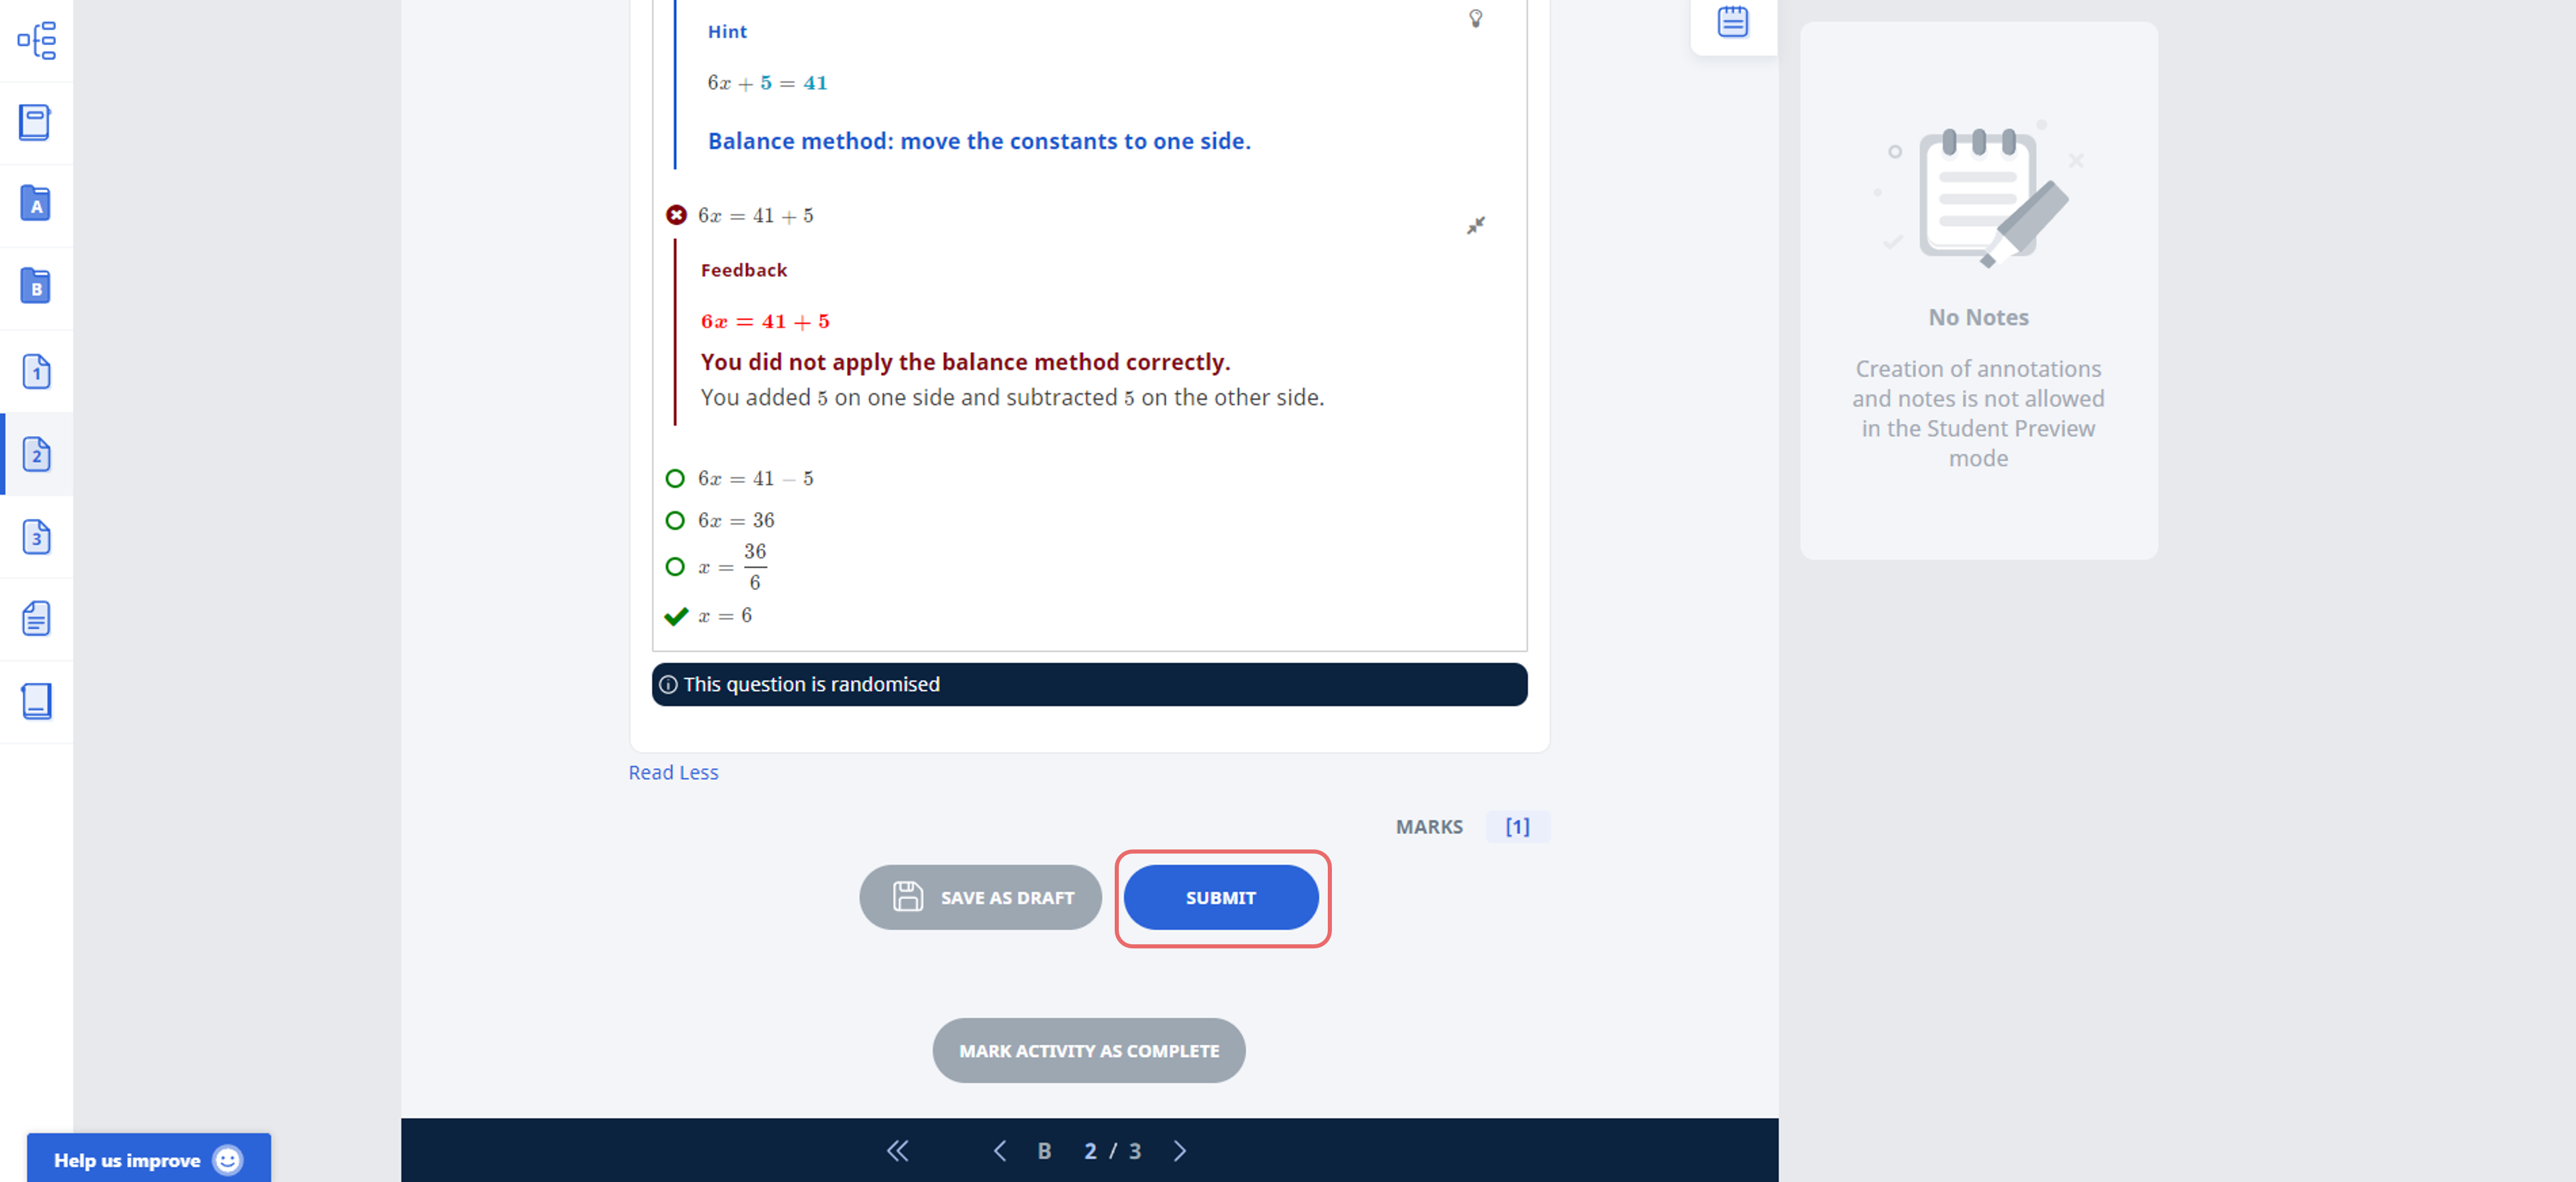 Hint
6x + 5 = 41
Balance method: move the constants to one side.
6x = 41 + 5
Feedback
6x = 41 + 5
You did not apply the balance method correctly.
You added 5 on one side and subtracted 5 on the other side.
6x = 41 − 5
6x = 36
x = 36/6
x = 6
This question is randomised
Read Less
MARKS [1]
SAVE AS DRAFT
SUBMIT
MARK ACTIVITY AS COMPLETE
B 2 / 3
A
B
1
2
3
Help us improve
No Notes
Creation of annotations
and notes is not allowed
in the Student Preview
mode